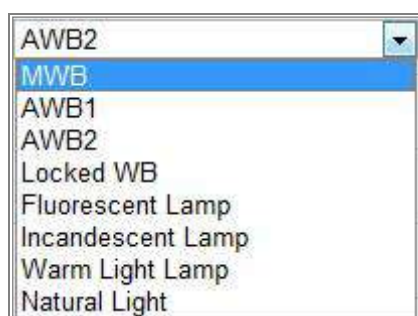 AWB2
MWB
AWB1
AWB2
Locked WB
Fluorescent Lamp
Incandescent Lamp
Warm Light Lamp
Natural Light